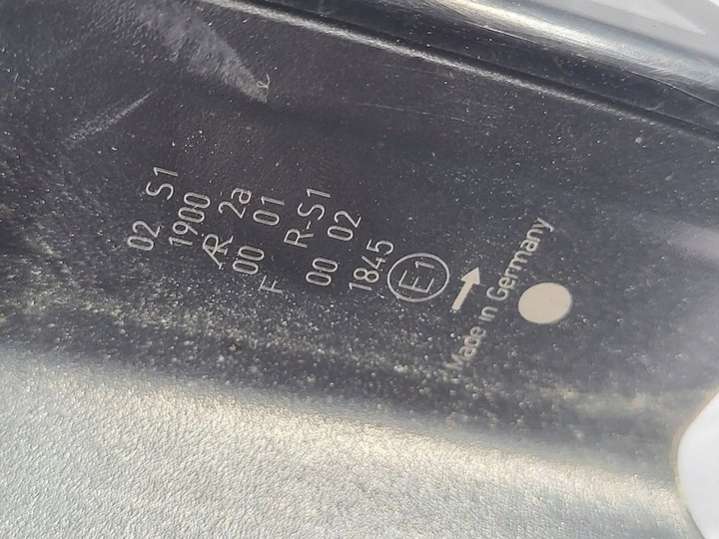 02 S1
1900
AR 2a
00 01
F R-S1
00 02
1845
E1
Made in Germany